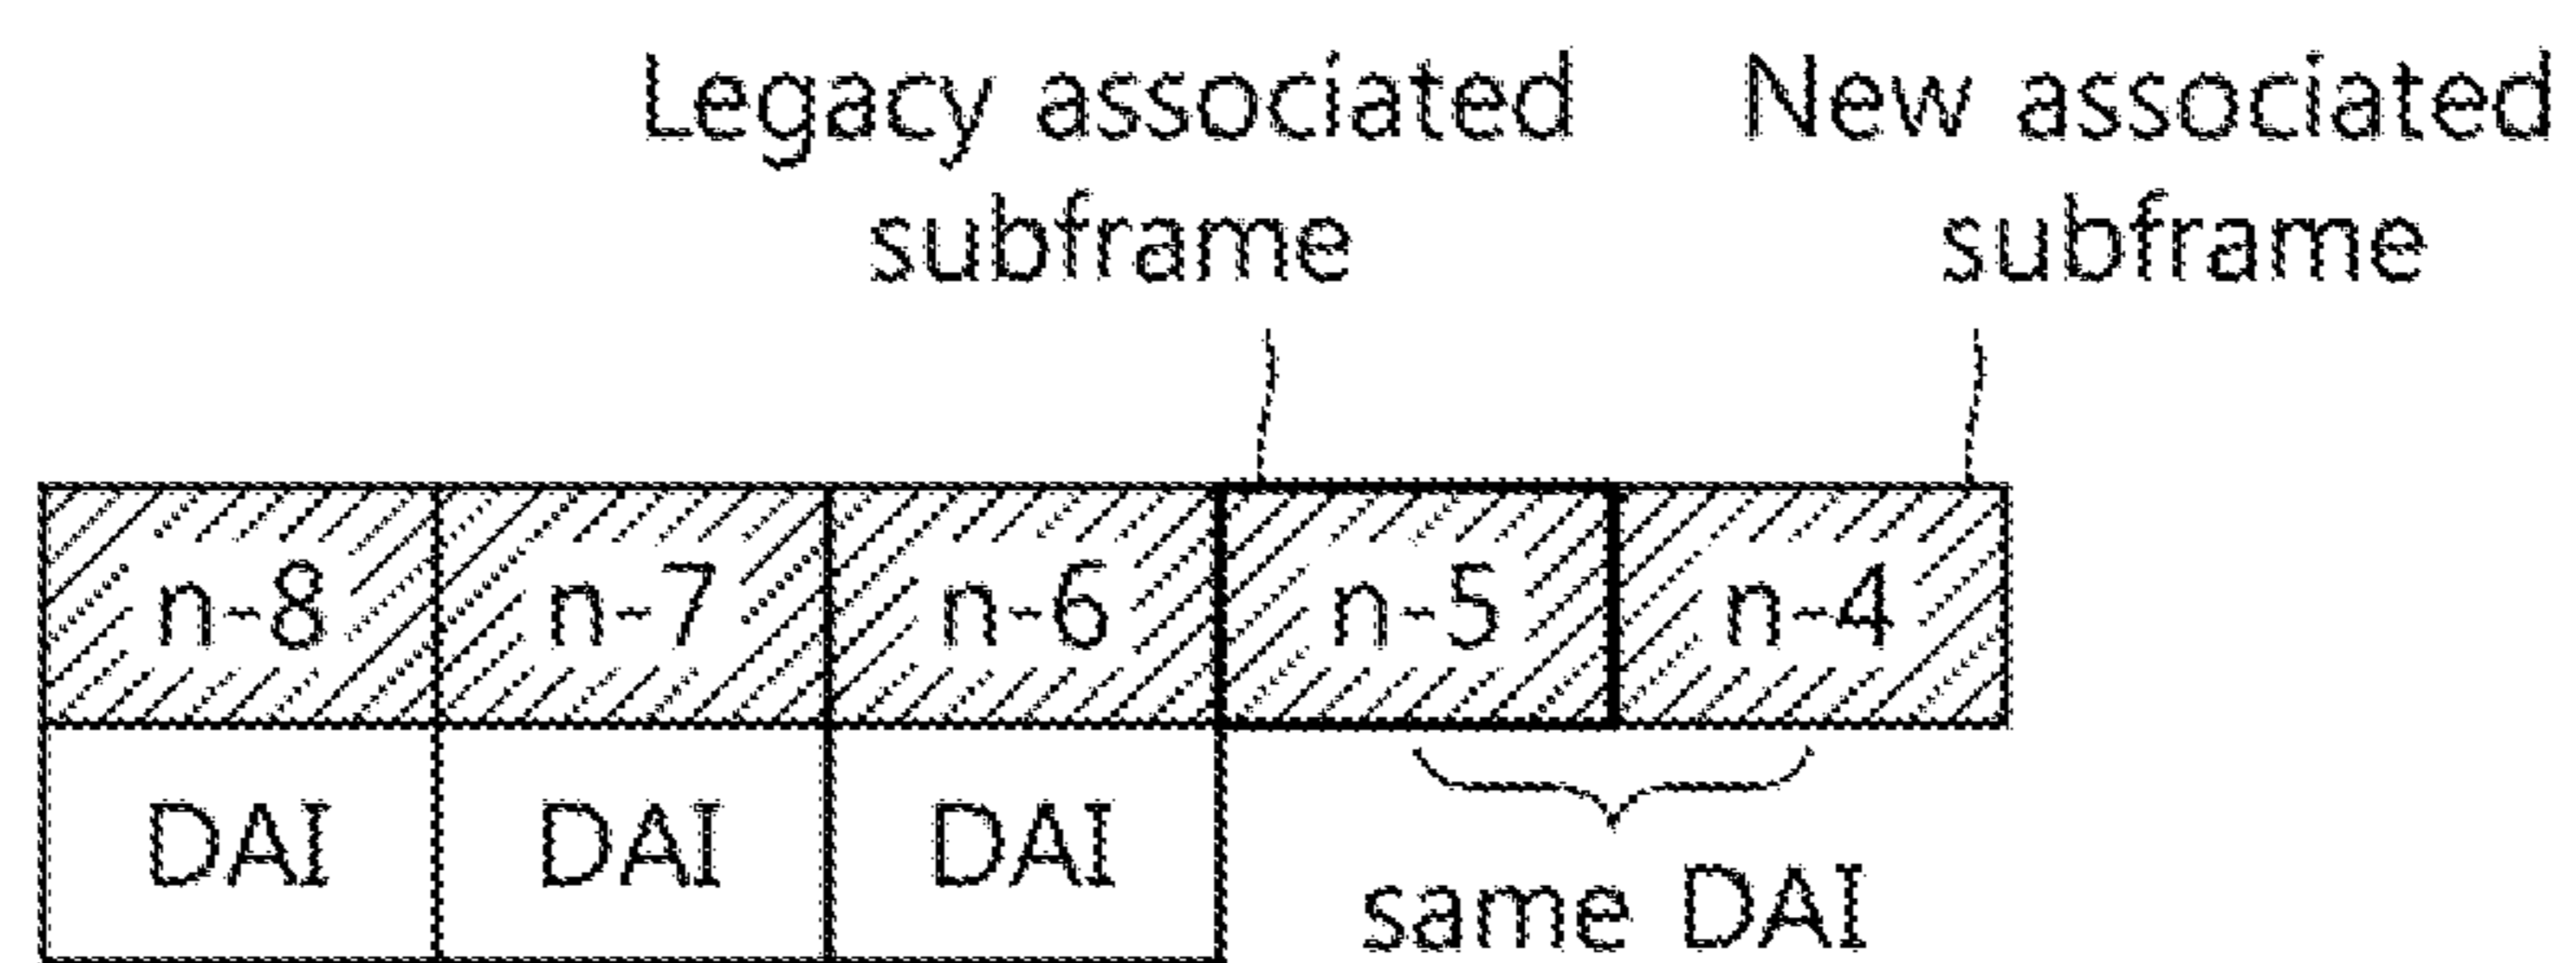 Legacy associated
subframe
New associated
subframe
n-8 n-7 n-6 n-5 n-4
DAI DAI DAI
same DAI